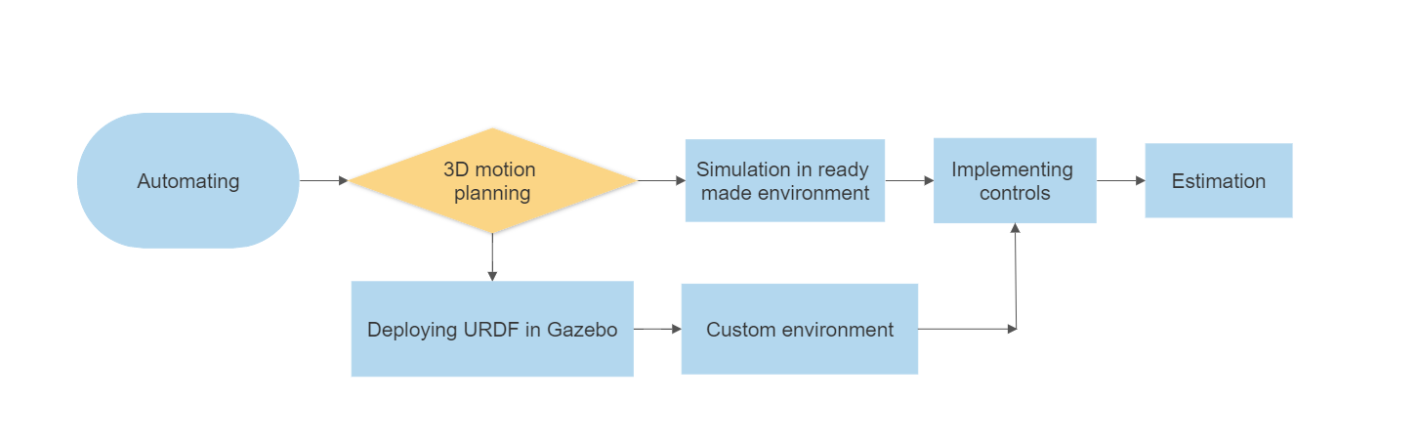 Automating
3D motion
planning
Simulation in ready
made environment
Implementing
controls
Estimation
Deploying URDF in Gazebo
Custom environment